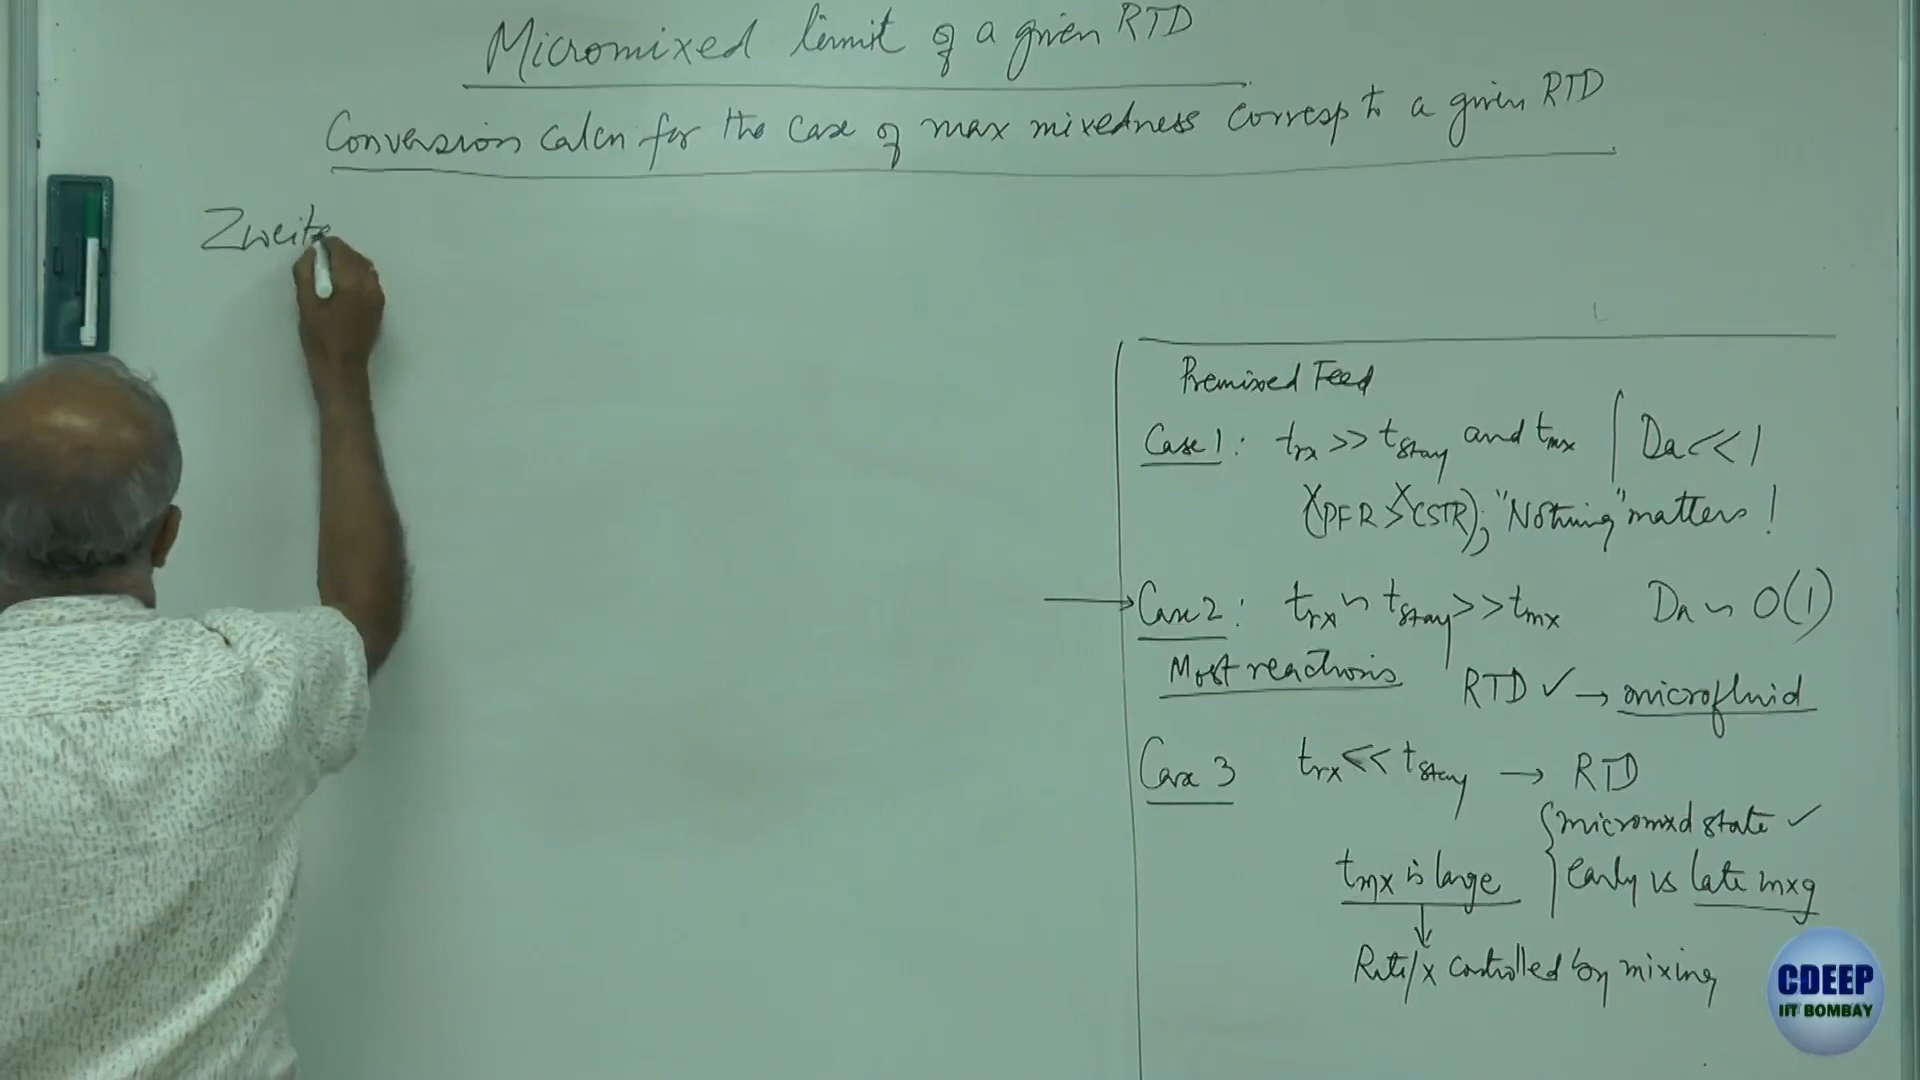 Micromixed limit of a given RTD
Conversion calcn for the case of max mixedness corresp to a given RTD
Zweite
Premixed Feed
Case 1: trx >> tstay and tmx | Da << 1
(XPFR > XCSTR); "Nothing" matters!
Case 2: trx ~ tstay >> tmx Da ~ O(1)
Most reactions RTD ✓ → microfluid
Case 3 trx << tstay → RTD
{ micromxd state ✓
tmx is large early vs late mxg
↓
Rate/x controlled by mixing
CDEEP
IIT BOMBAY